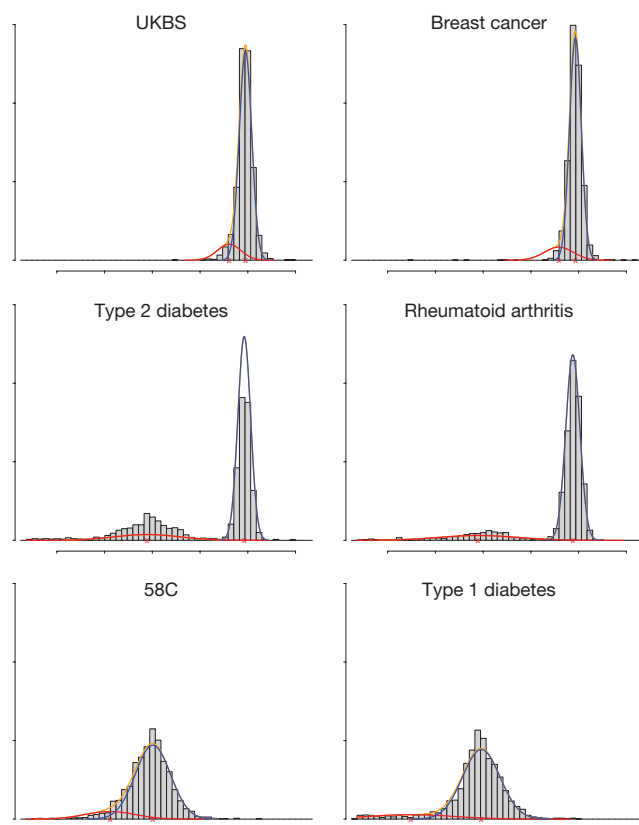 UKBS
Breast cancer
Type 2 diabetes
Rheumatoid arthritis
58C
Type 1 diabetes